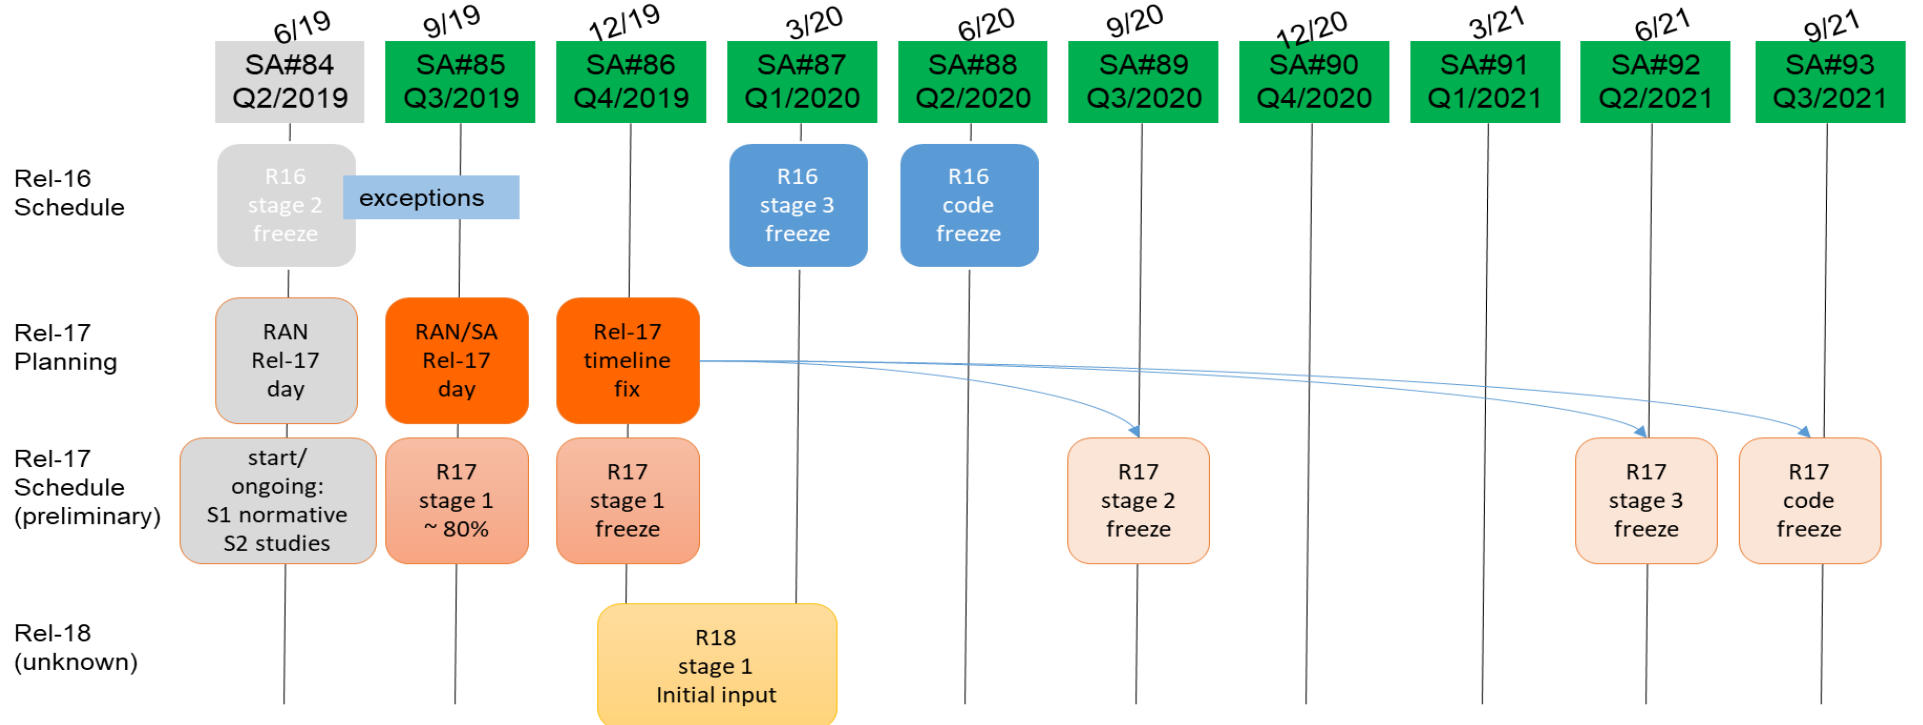 6/19
9/19
12/19
3/20
6/20
9/20
12/20
3/21
6/21
9/21
SA#84
Q2/2019
SA#85
Q3/2019
SA#86
Q4/2019
SA#87
Q1/2020
SA#88
Q2/2020
SA#89
Q3/2020
SA#90
Q4/2020
SA#91
Q1/2021
SA#92
Q2/2021
SA#93
Q3/2021
Rel-16
Schedule
R16
stage 2
freeze
exceptions
R16
stage 3
freeze
R16
code
freeze
Rel-17
Planning
RAN
Rel-17
day
RAN/SA
Rel-17
day
Rel-17
timeline
fix
Rel-17
Schedule
(preliminary)
start/
ongoing:
S1 normative
S2 studies
R17
stage 1
~ 80%
R17
stage 1
freeze
R17
stage 2
freeze
R17
stage 3
freeze
R17
code
freeze
Rel-18
(unknown)
R18
stage 1
Initial input